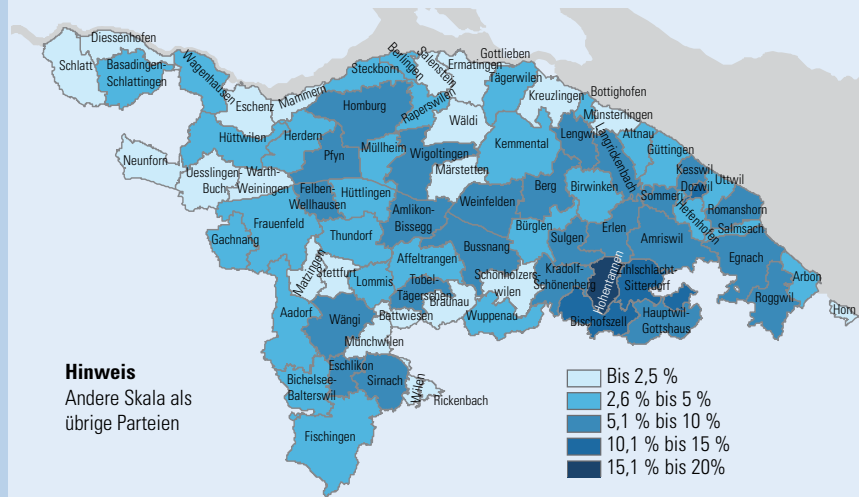 Diessenhofen
Schlatt
Basadingen-
Schlattingen
Wagenhausen
Eschenz
Mammern
Steckborn
Berlingen
Salenstein
Ermatingen
Gottlieben
Tägerwilen
Kreuzlingen
Bottighofen
Münsterlingen
Homburg
Raperswilen
Wäldi
Lengwil
Langrickenbach
Altnau
Güttingen
Kesswil
Uttwil
Dozwil
Hüttwilen
Herdern
Müllheim
Wigoltingen
Kemmental
Neunforn
Pfyn
Märstetten
Uesslingen-
Buch
Warth-
Weiningen
Felben-
Wellhausen
Hüttlingen
Berg
Birwinken
Sommeri
Hefenhofen
Romanshorn
Salmsach
Frauenfeld
Gachnang
Thundorf
Amlikon-
Bissegg
Weinfelden
Bürglen
Sulgen
Erlen
Amriswil
Egnach
Bussnang
Affeltrangen
Matzingen
Stettfurt
Lommis
Tobel-
Tägerschen
Schönholzers-
wilen
Kradolf-
Schönenberg
Hohentannen
Zihlschlacht-
Sitterdorf
Arbon
Roggwil
Horn
Aadorf
Wängi
Bettwiesen
Braunau
Wuppenau
Bischofszell
Hauptwil-
Gottshaus
Münchwilen
Eschlikon
Sirnach
Wilen
Rickenbach
Bichelsee-
Balterswil
Fischingen
Hinweis
Andere Skala als
übrige Parteien
Bis 2,5 %
2,6 % bis 5 %
5,1 % bis 10 %
10,1 % bis 15 %
15,1 % bis 20%